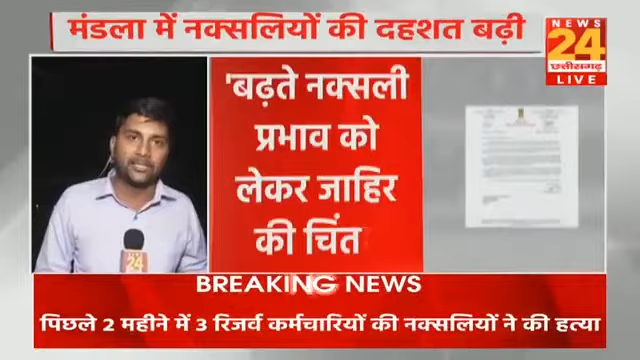 मंडला में नक्सलियों की दहशत बढ़ी
NEWS
24
छत्तीसगढ़
LIVE
'बढ़ते नक्सली
प्रभाव को
लेकर जाहिर
की चिंत
24
BREAKING NEWS
पिछले 2 महीने में 3 रिजर्व कर्मचारियों की नक्सलियों ने की हत्या